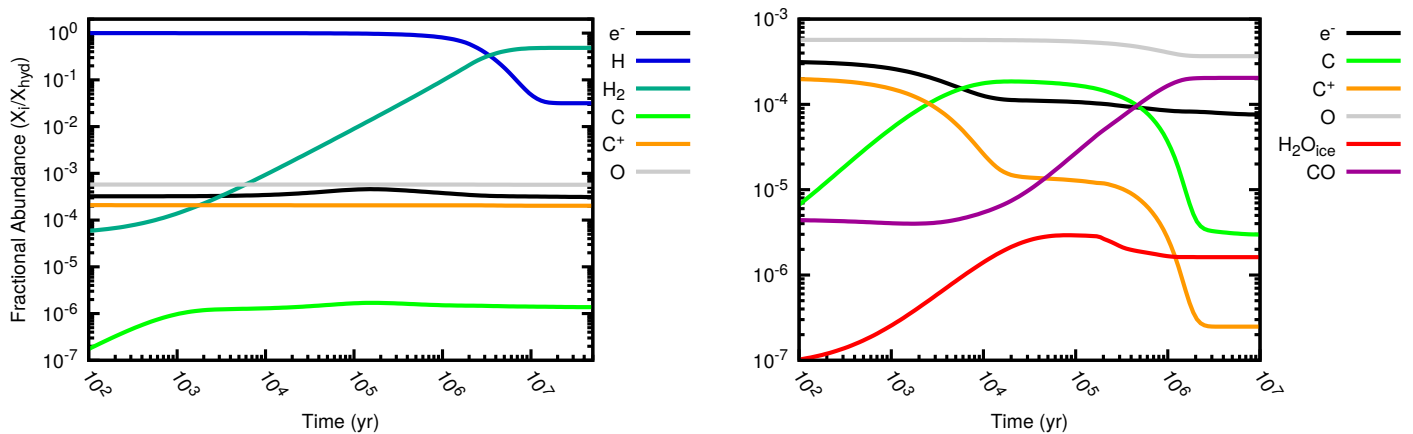 Fractional Abundance (Xᵢ/X_hyd)
10⁰
10⁻¹
10⁻²
10⁻³
10⁻⁴
10⁻⁵
10⁻⁶
10⁻⁷
10² 10³ 10⁴ 10⁵ 10⁶ 10⁷
Time (yr)
e⁻
H
H₂
C
C⁺
O
10⁻³
10⁻⁴
10⁻⁵
10⁻⁶
10⁻⁷
10² 10³ 10⁴ 10⁵ 10⁶ 10⁷
Time (yr)
e⁻
C
C⁺
O
H₂O_ice
CO